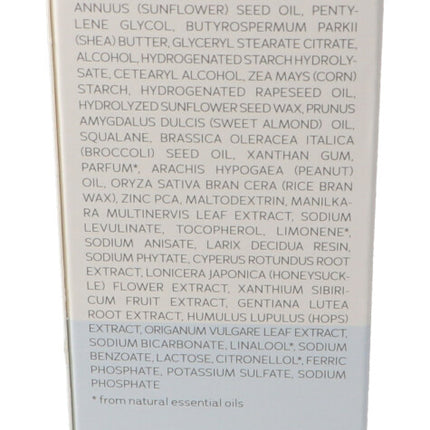 ANNUUS (SUNFLOWER) SEED OIL, PENTY-
LENE GLYCOL, BUTYROSPERMUM PARKII
(SHEA) BUTTER, GLYCERYL STEARATE CITRATE,
ALCOHOL, HYDROGENATED STARCH HYDROLY-
SATE, CETEARYL ALCOHOL, ZEA MAYS (CORN)
STARCH, HYDROGENATED RAPESEED OIL,
HYDROLYZED SUNFLOWER SEED WAX, PRUNUS
AMYGDALUS DULCIS (SWEET ALMOND) OIL,
SQUALANE, BRASSICA OLERACEA ITALICA
(BROCCOLI) SEED OIL, XANTHAN GUM,
PARFUM*, ARACHIS HYPOGAEA (PEANUT)
OIL, ORYZA SATIVA BRAN CERA (RICE BRAN
WAX), ZINC PCA, MALTODEXTRIN, MANILKA-
RA MULTINERVIS LEAF EXTRACT, SODIUM
LEVULINATE, TOCOPHEROL, LIMONENE*,
SODIUM ANISATE, LARIX DECIDUA RESIN,
SODIUM PHYTATE, CYPERUS ROTUNDUS ROOT
EXTRACT, LONICERA JAPONICA (HONEYSUCK-
LE) FLOWER EXTRACT, XANTHIUM SIBIRI-
CUM FRUIT EXTRACT, GENTIANA LUTEA
ROOT EXTRACT, HUMULUS LUPULUS (HOPS)
EXTRACT, ORIGANUM VULGARE LEAF EXTRACT,
SODIUM BICARBONATE, LINALOOL*, SODIUM
BENZOATE, LACTOSE, CITRONELLOL*, FERRIC
PHOSPHATE, POTASSIUM SULFATE, SODIUM
PHOSPHATE
* from natural essential oils